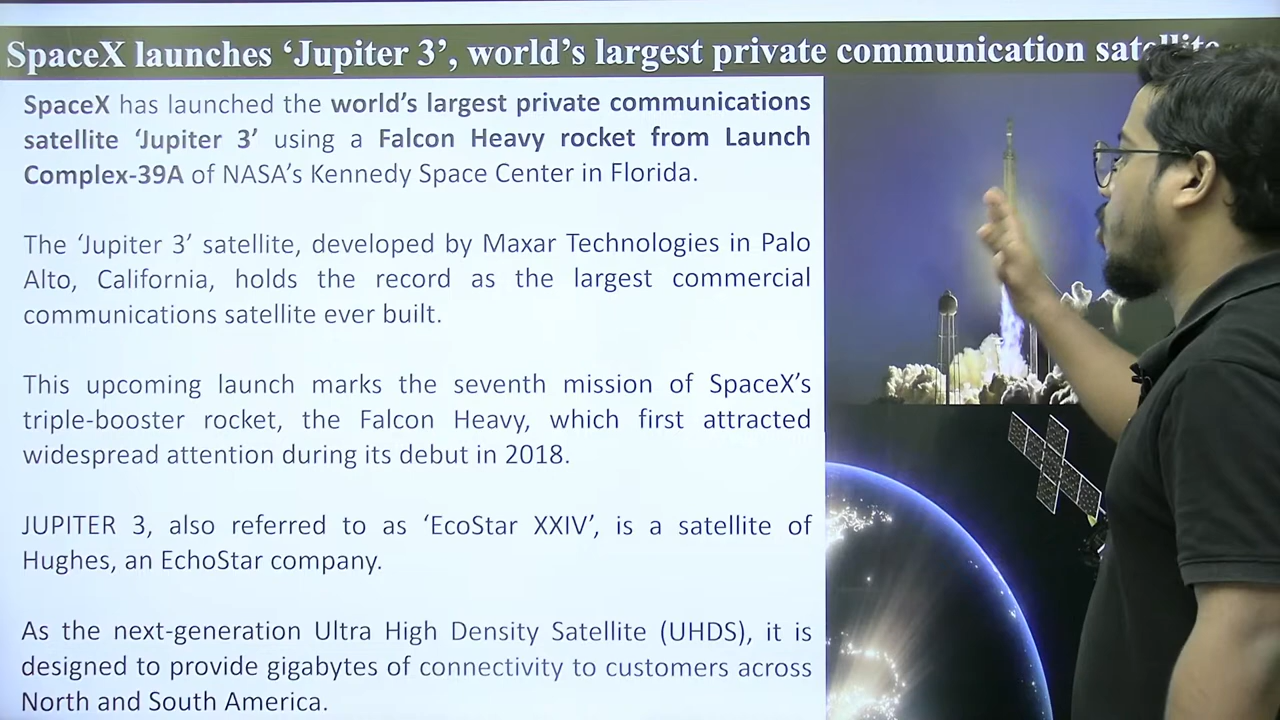 SpaceX launches ‘Jupiter 3’, world’s largest private communication satellite
SpaceX has launched the world’s largest private communications
satellite ‘Jupiter 3’ using a Falcon Heavy rocket from Launch
Complex-39A of NASA’s Kennedy Space Center in Florida.
The ‘Jupiter 3’ satellite, developed by Maxar Technologies in Palo
Alto, California, holds the record as the largest commercial
communications satellite ever built.
This upcoming launch marks the seventh mission of SpaceX’s
triple-booster rocket, the Falcon Heavy, which first attracted
widespread attention during its debut in 2018.
JUPITER 3, also referred to as ‘EcoStar XXIV’, is a satellite of
Hughes, an EchoStar company.
As the next-generation Ultra High Density Satellite (UHDS), it is
designed to provide gigabytes of connectivity to customers across
North and South America.